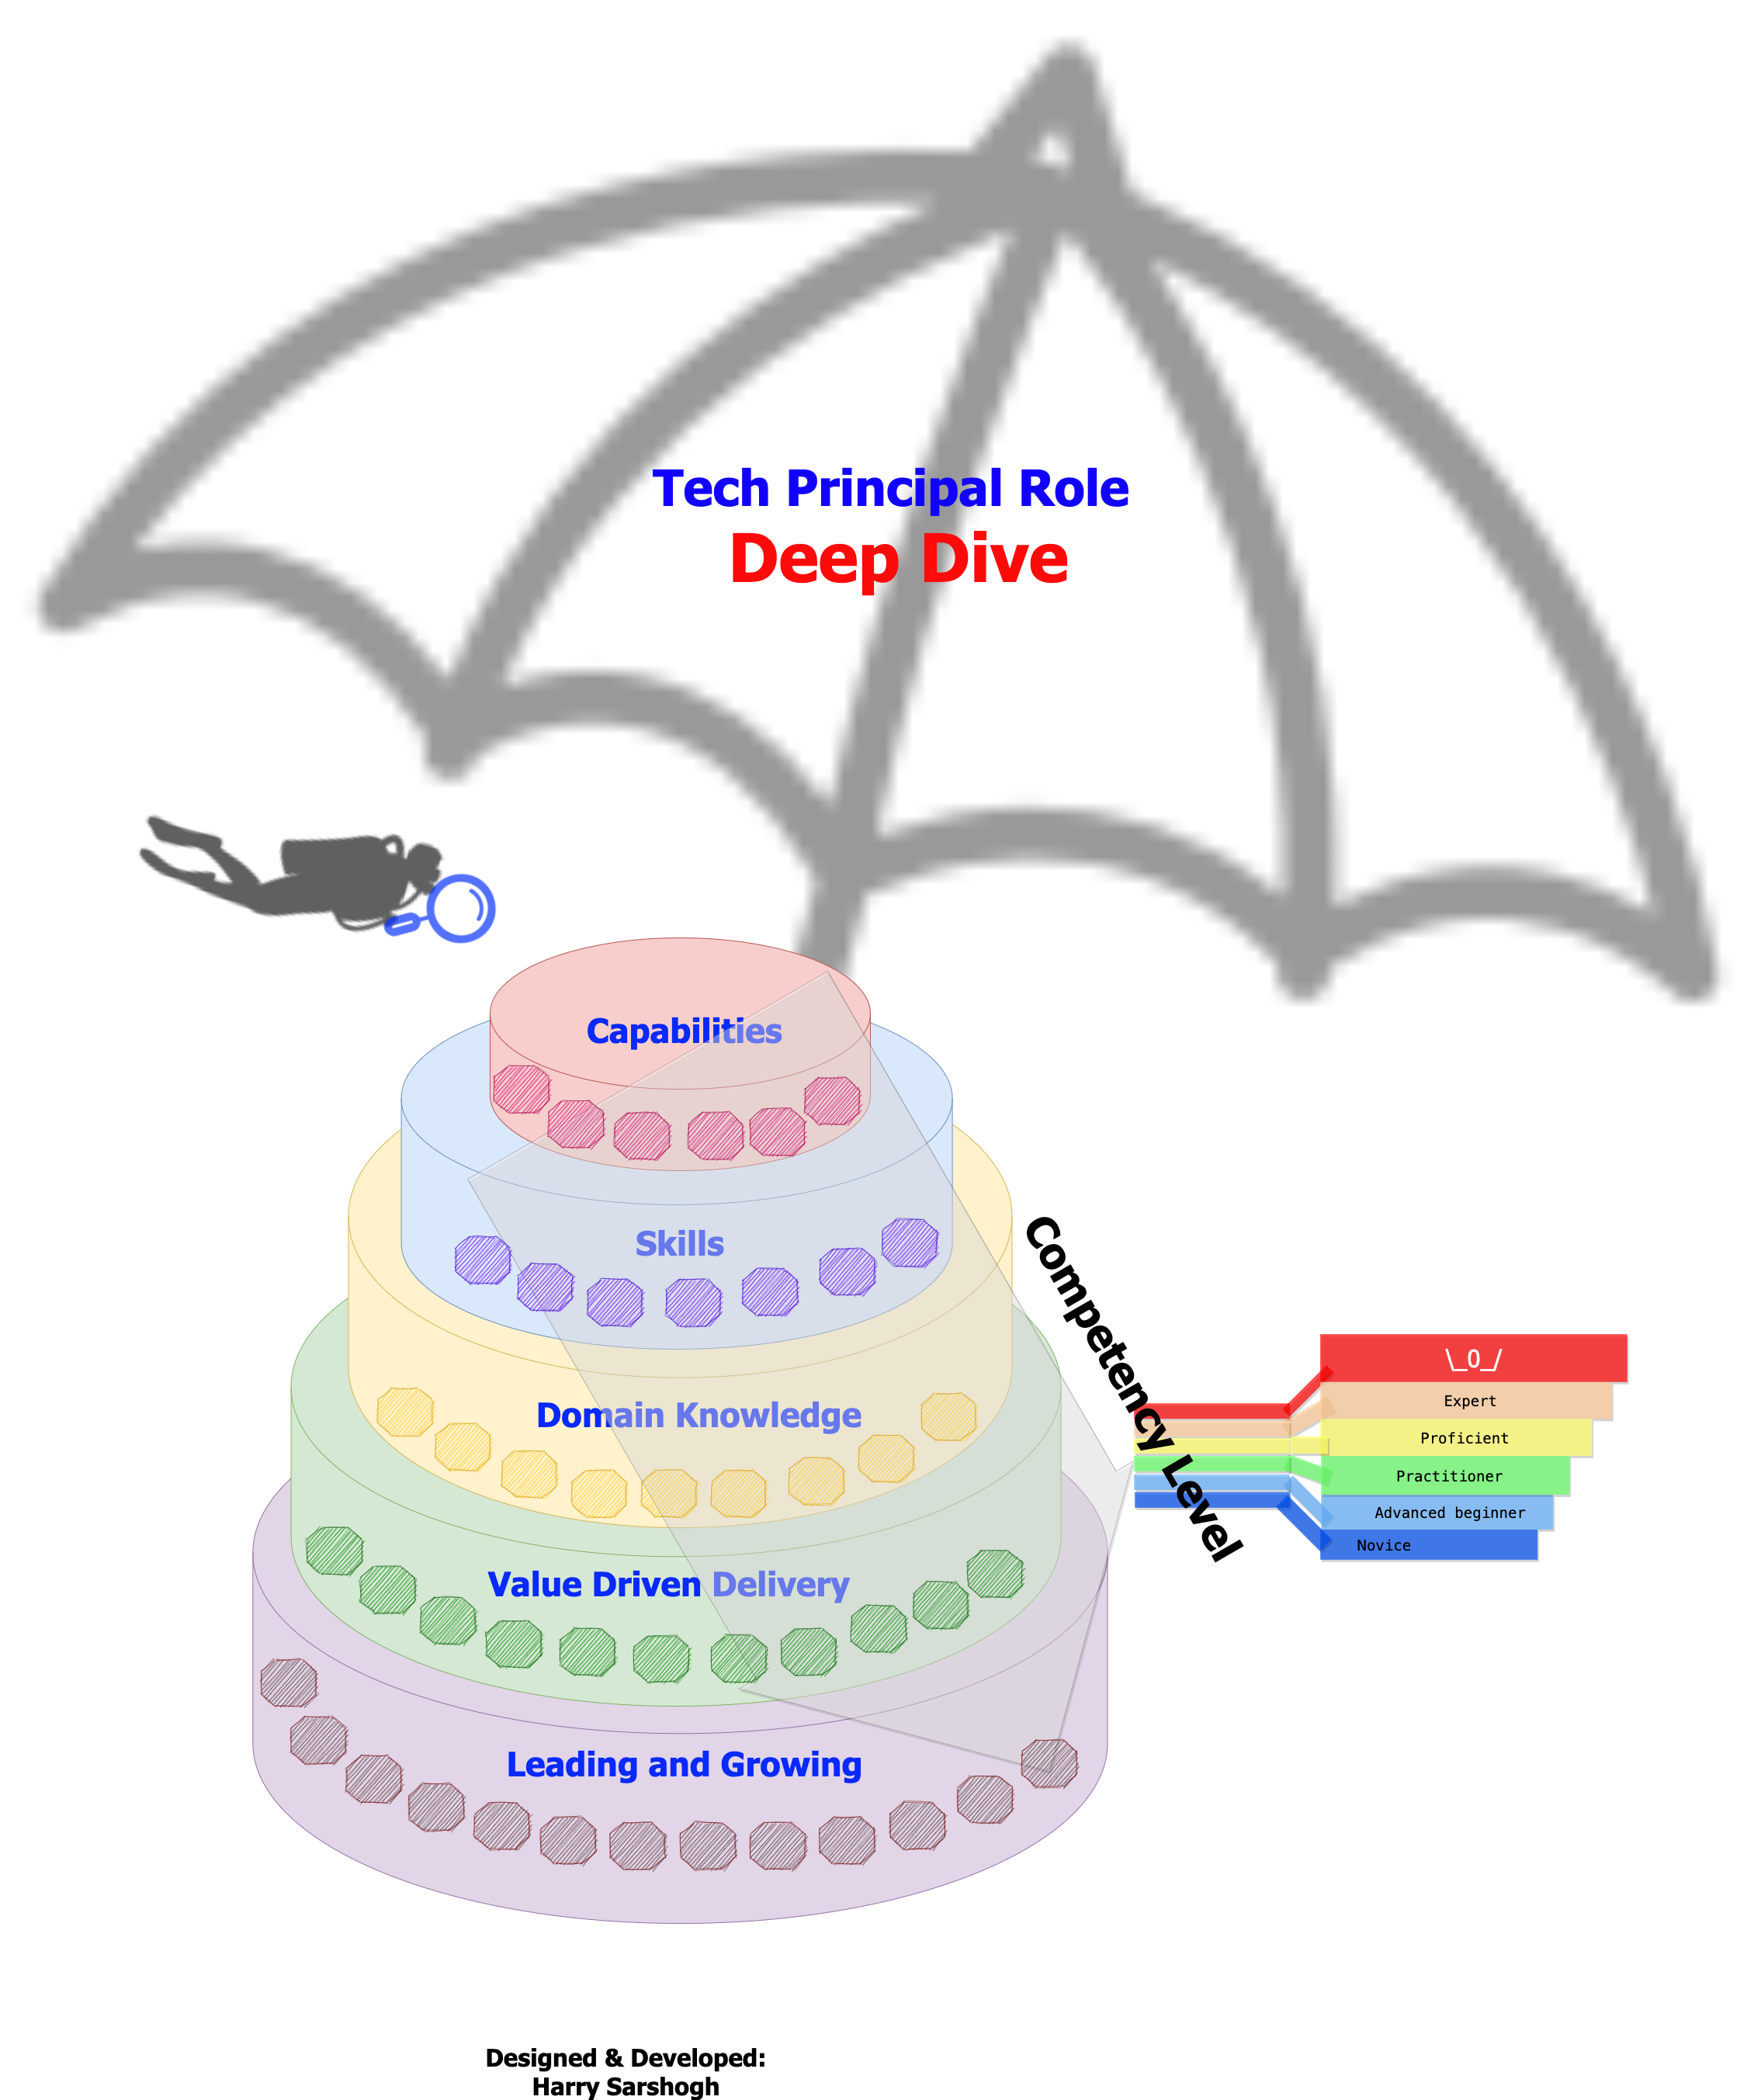 Tech Principal Role
Deep Dive
Capabilities
Skills
Domain Knowledge
Value Driven Delivery
Leading and Growing
Competency Level
\_O_/
Expert
Proficient
Practitioner
Advanced beginner
Novice
Designed & Developed:
Harry Sarshogh